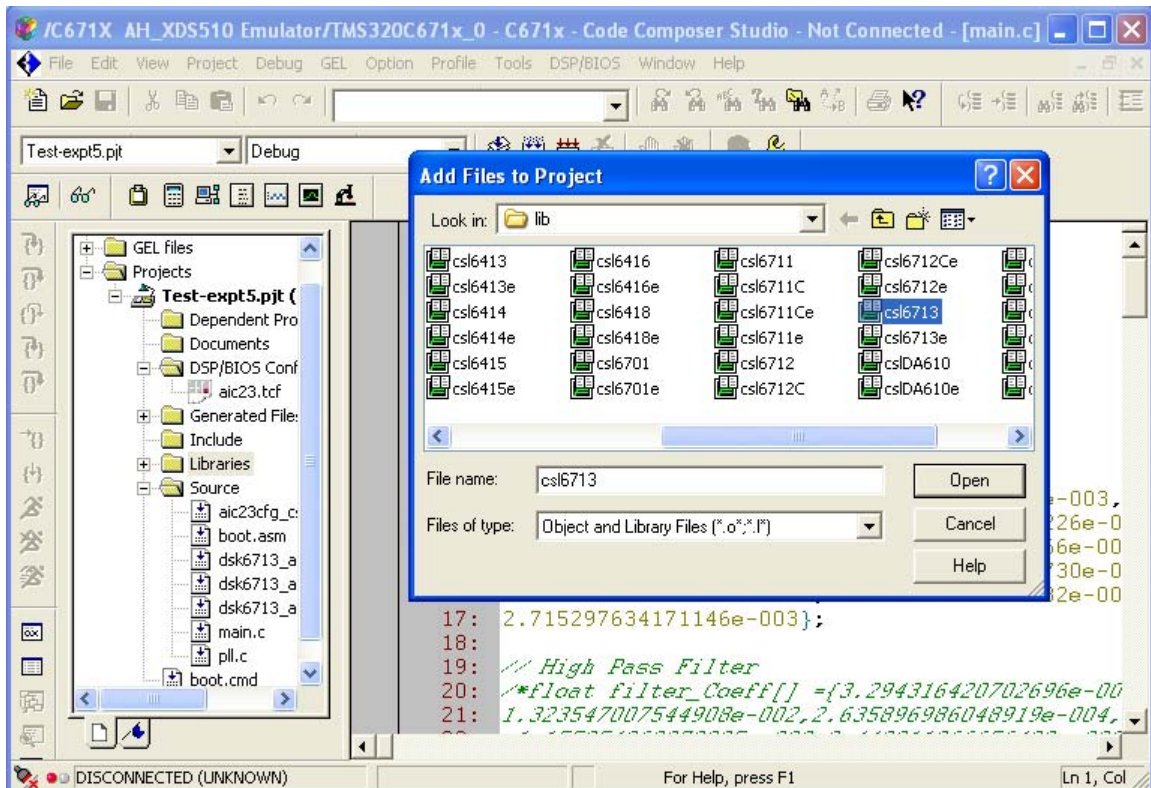 /C671X AH_XDS510 Emulator/TMS320C671x_0 - C671x - Code Composer Studio - Not Connected - [main.c]
File Edit View Project Debug GEL Option Profile Tools DSP/BIOS Window Help
Test-expt5.pjt Debug
GEL files
Projects
Test-expt5.pjt (
Dependent Pro
Documents
DSP/BIOS Conf
aic23.tcf
Generated File:
Include
Libraries
Source
aic23cfg_c:
boot.asm
dsk6713_a
dsk6713_a
dsk6713_a
main.c
pll.c
boot.cmd
Add Files to Project
Look in: lib
csl6413 csl6416 csl6711 csl6712Ce
csl6413e csl6416e csl6711C csl6712e
csl6414 csl6418 csl6711Ce csl6713
csl6414e csl6418e csl6711e csl6713e
csl6415 csl6701 csl6712 cslDA610
csl6415e csl6701e csl6712C cslDA610e
File name: csl6713 Open
Files of type: Object and Library Files (*.o*;*.l*) Cancel
Help
e-003,
226e-0
66e-00
730e-0
32e-00
17: 2.715297634171146e-003};
18:
19: // High Pass Filter
20: /*float filter_Coeff[] ={3.294316420702696e-00
21: 1.323547007544908e-002,2.635896986048919e-004,
DISCONNECTED (UNKNOWN) For Help, press F1 Ln 1, Col